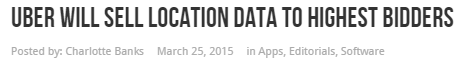 UBER WILL SELL LOCATION DATA TO HIGHEST BIDDERS
Posted by: Charlotte Banks March 25, 2015 in Apps, Editorials, Software